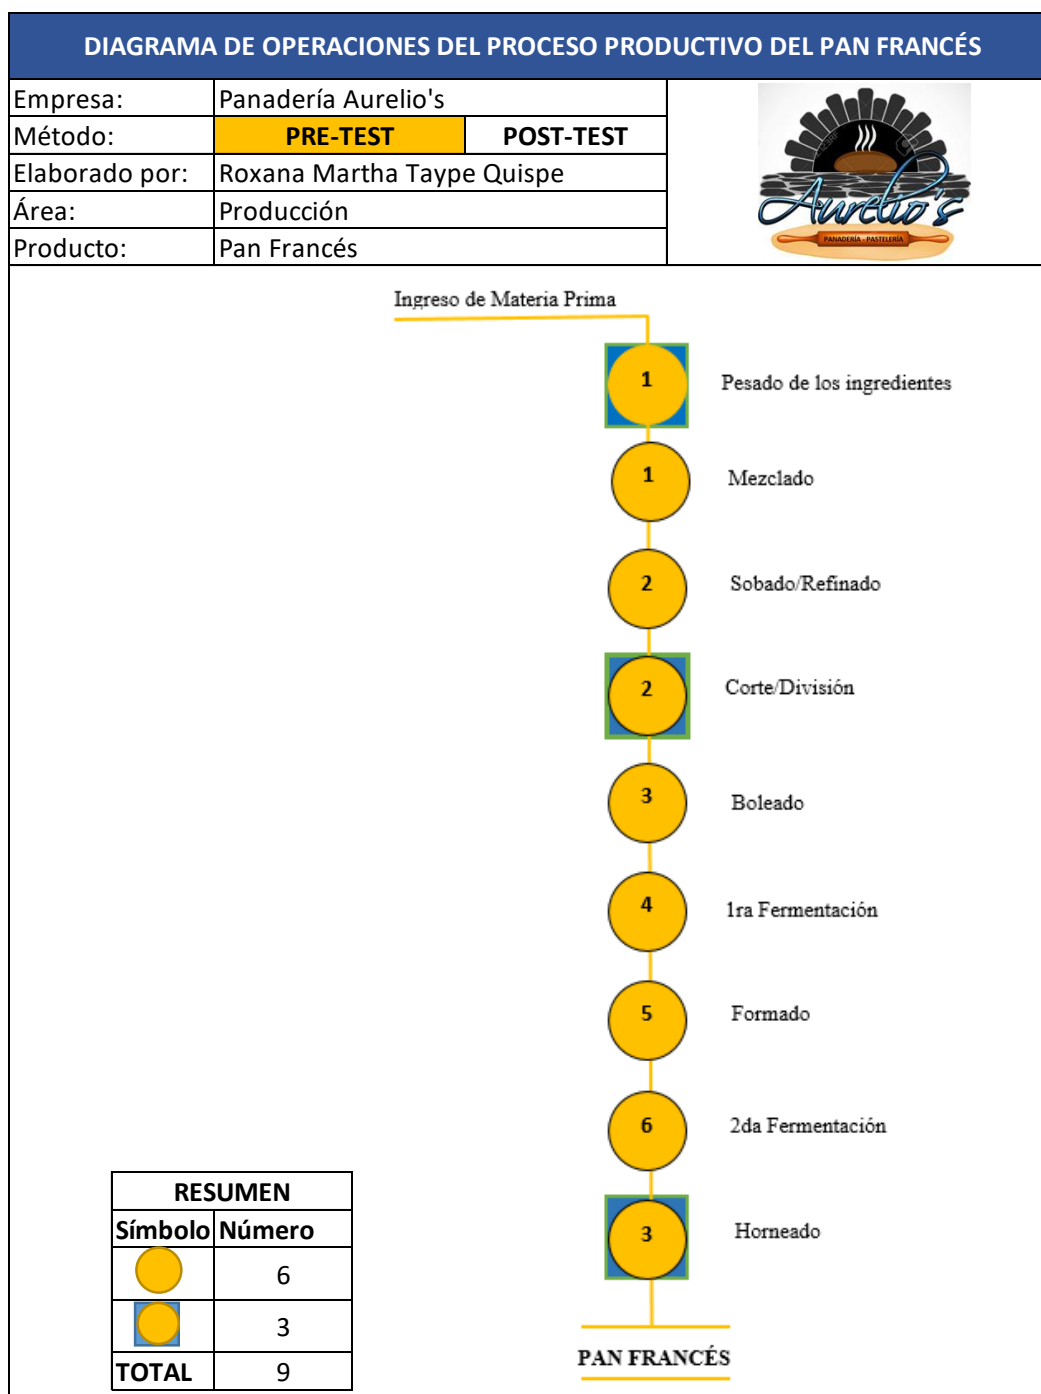 DIAGRAMA DE OPERACIONES DEL PROCESO PRODUCTIVO DEL PAN FRANCÉS
Empresa: Panadería Aurelio's
Método: PRE-TEST POST-TEST
Elaborado por: Roxana Martha Taype Quispe
Área: Producción
Producto: Pan Francés
Aurelio's
PANADERÍA - PASTELERÍA
Ingreso de Materia Prima
1 Pesado de los ingredientes
1 Mezclado
2 Sobado/Refinado
2 Corte/División
3 Boleado
4 1ra Fermentación
5 Formado
6 2da Fermentación
3 Horneado
PAN FRANCÉS
RESUMEN
Símbolo Número
6
3
TOTAL 9